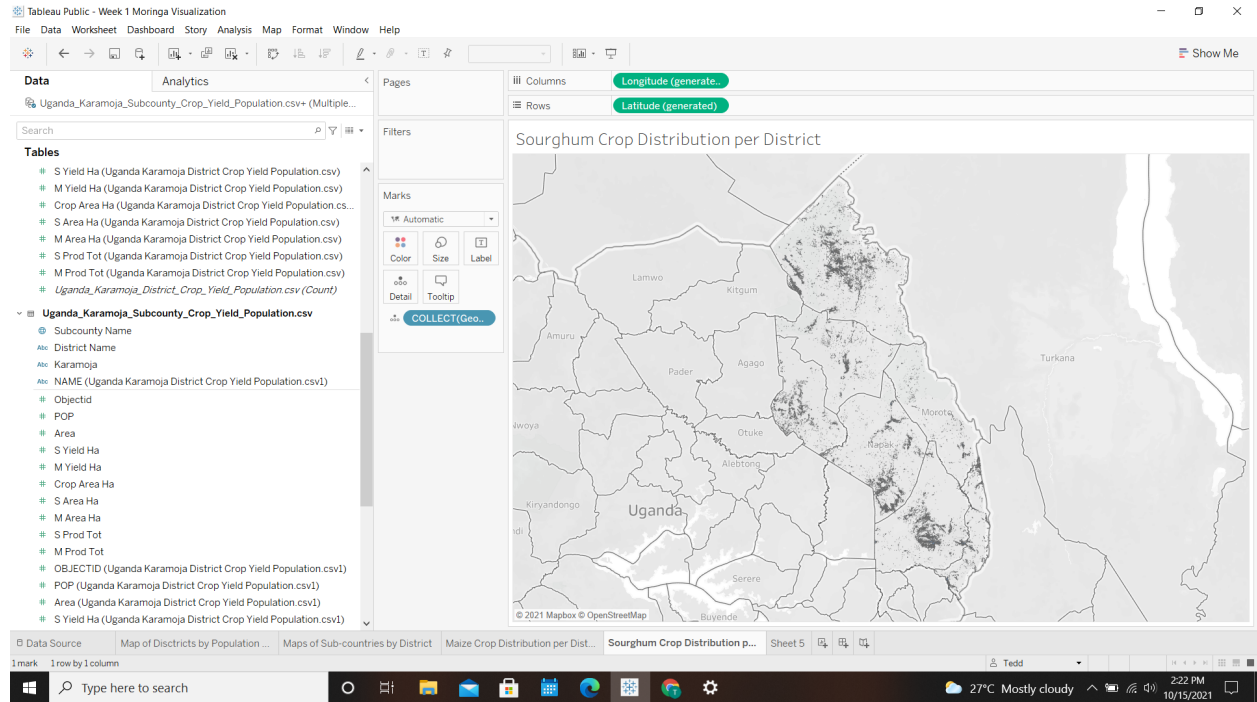 Tableau Public - Week 1 Moringa Visualization
File Data Worksheet Dashboard Story Analysis Map Format Window Help
Show Me
Data Analytics
Uganda_Karamoja_Subcounty_Crop_Yield_Population.csv+ (Multiple...
Search
Tables
S Yield Ha (Uganda Karamoja District Crop Yield Population.csv)
M Yield Ha (Uganda Karamoja District Crop Yield Population.csv)
Crop Area Ha (Uganda Karamoja District Crop Yield Population.cs...
S Area Ha (Uganda Karamoja District Crop Yield Population.csv)
M Area Ha (Uganda Karamoja District Crop Yield Population.csv)
S Prod Tot (Uganda Karamoja District Crop Yield Population.csv)
M Prod Tot (Uganda Karamoja District Crop Yield Population.csv)
Uganda_Karamoja_District_Crop_Yield_Population.csv (Count)
Uganda_Karamoja_Subcounty_Crop_Yield_Population.csv
Subcounty Name
Abc District Name
Abc Karamoja
Abc NAME (Uganda Karamoja District Crop Yield Population.csv1)
Objectid
POP
Area
S Yield Ha
M Yield Ha
Crop Area Ha
S Area Ha
M Area Ha
S Prod Tot
M Prod Tot
OBJECTID (Uganda Karamoja District Crop Yield Population.csv1)
POP (Uganda Karamoja District Crop Yield Population.csv1)
Area (Uganda Karamoja District Crop Yield Population.csv1)
S Yield Ha (Uganda Karamoja District Crop Yield Population.csv1)
Pages
Filters
Marks
Automatic
Color Size Label
Detail Tooltip
COLLECT(Geo..
Columns Longitude (generate..
Rows Latitude (generated)
Sourghum Crop Distribution per District
Lamwo
Kitgum
Amuru
Agago
Pader
Turkana
Moroto
Nwoya
Otuke
Napak
Alebtong
Kiryandongo
Uganda
ndi
Serere
Buyende
© 2021 Mapbox © OpenStreetMap
Data Source Map of Disctricts by Population ... Maps of Sub-countries by District Maize Crop Distribution per Dist... Sourghum Crop Distribution p... Sheet 5
1 mark 1 row by 1 column
Tedd
Type here to search
27°C Mostly cloudy
2:22 PM
10/15/2021